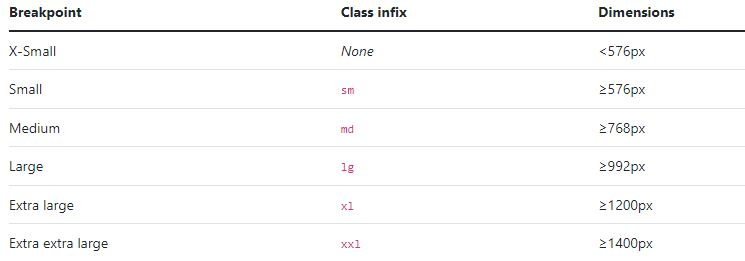 Breakpoint Class infix Dimensions
X-Small None <576px
Small sm ≥576px
Medium md ≥768px
Large lg ≥992px
Extra large xl ≥1200px
Extra extra large xxl ≥1400px